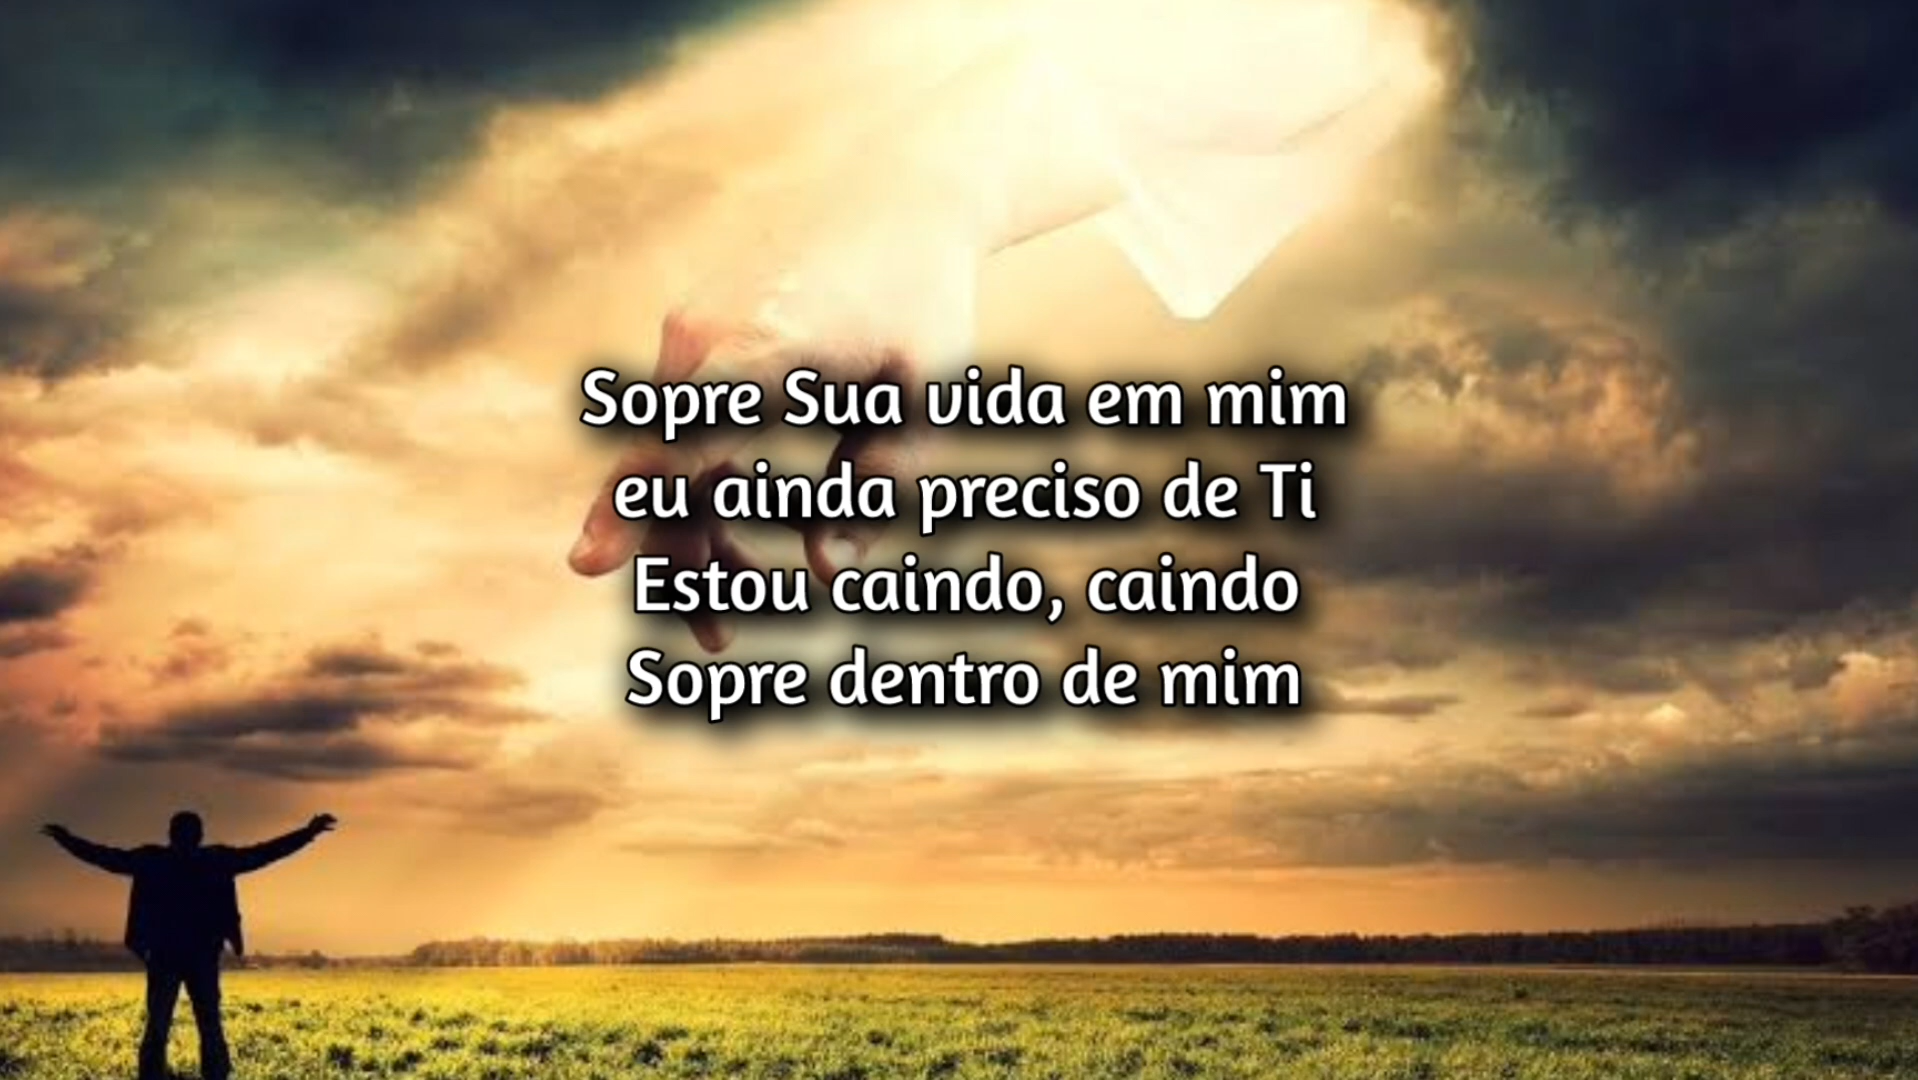 Sopre Sua vida em mim
eu ainda preciso de Ti
Estou caindo, caindo
Sopre dentro de mim